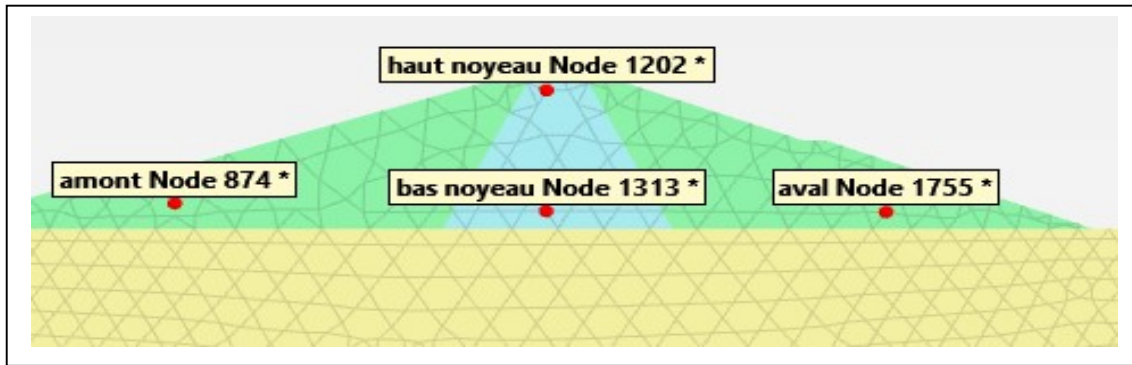 haut noyeau Node 1202 *
amont Node 874 *
bas noyeau Node 1313 *
aval Node 1755 *